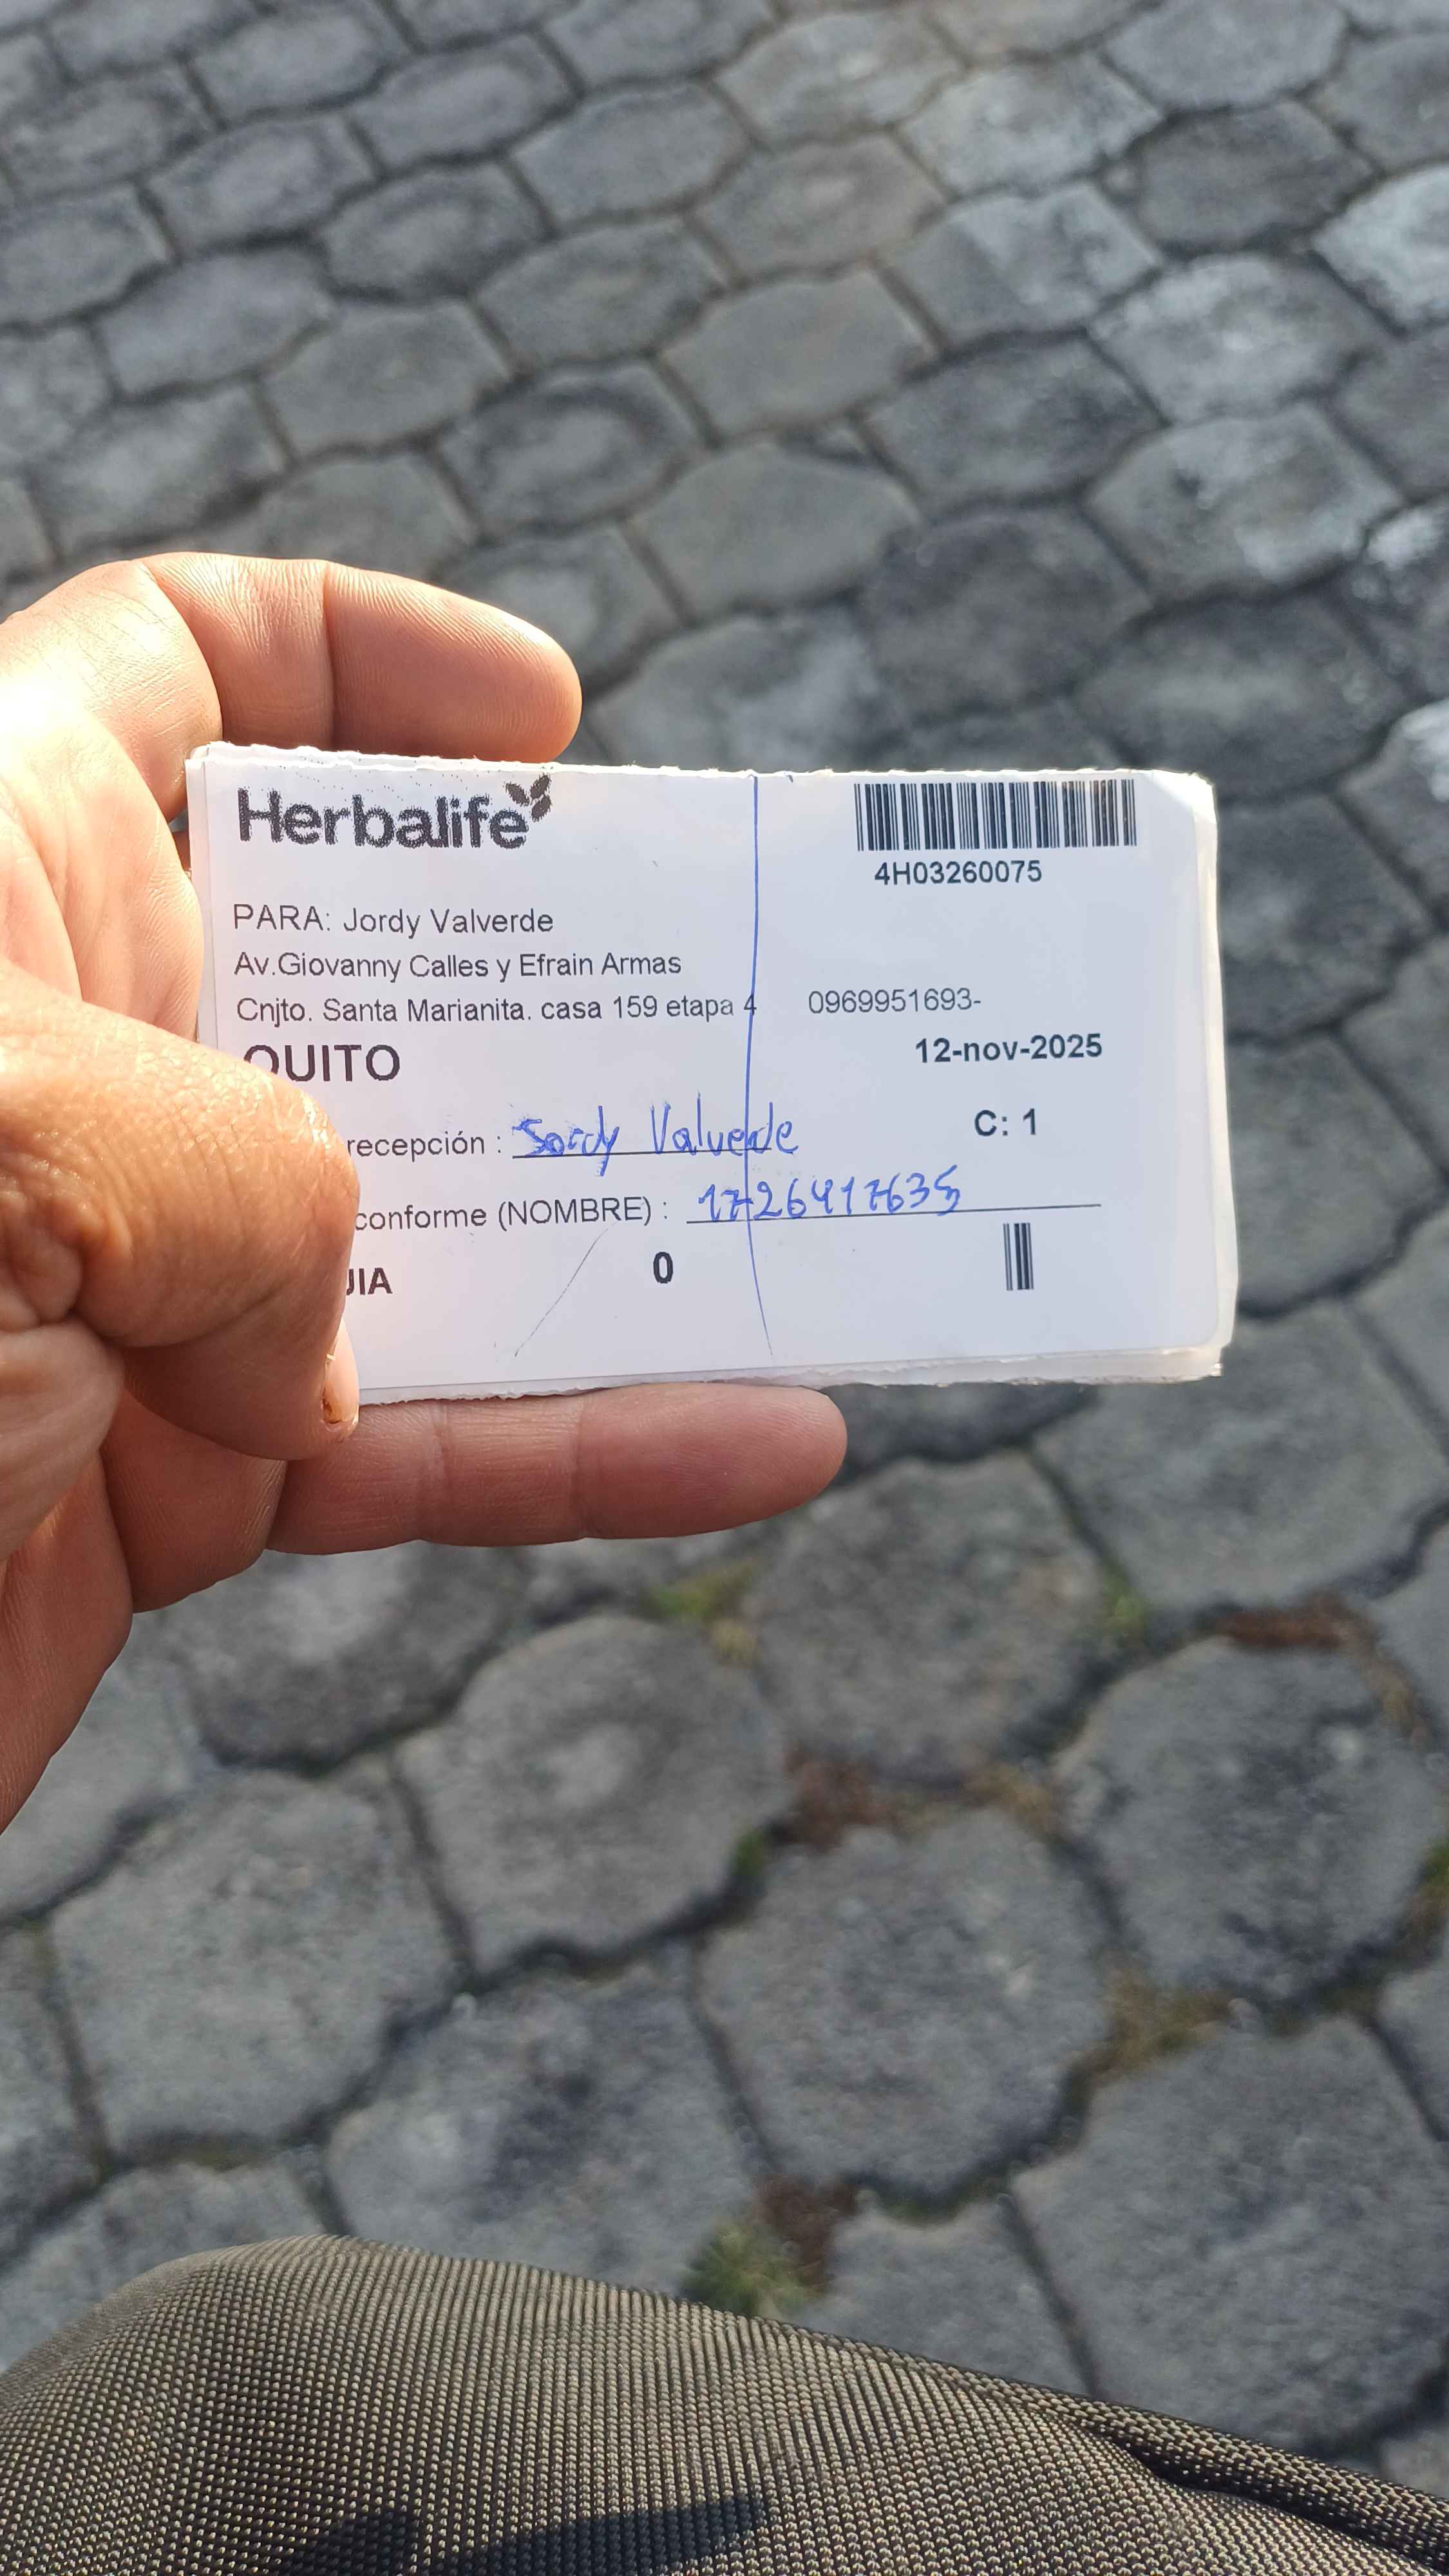 Herbalife
4H03260075
PARA: Jordy Valverde
Av.Giovanny Calles y Efrain Armas
Cnjto. Santa Marianita. casa 159 etapa 4 0969951693-
QUITO
12-nov-2025
recepción : Jordy Valverde
C: 1
conforme (NOMBRE) : 1726417635
UIA 0